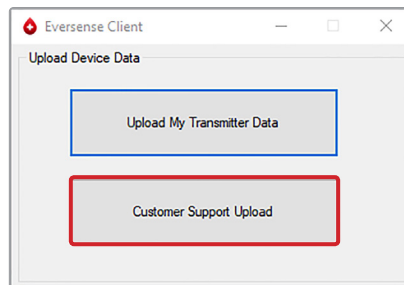 Eversense Client
Upload Device Data
Upload My Transmitter Data
Customer Support Upload